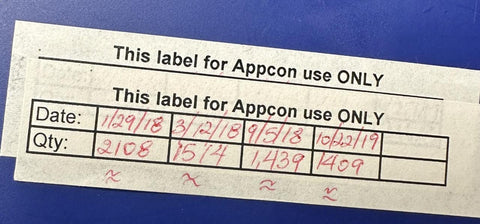 This label for Appcon use ONLY
This label for Appcon use ONLY
Date: 1/29/18 3/12/18 9/5/18 10/22/19
Qty: 2108 1574 1,439 1409
≈ ≈ ≈ ≈